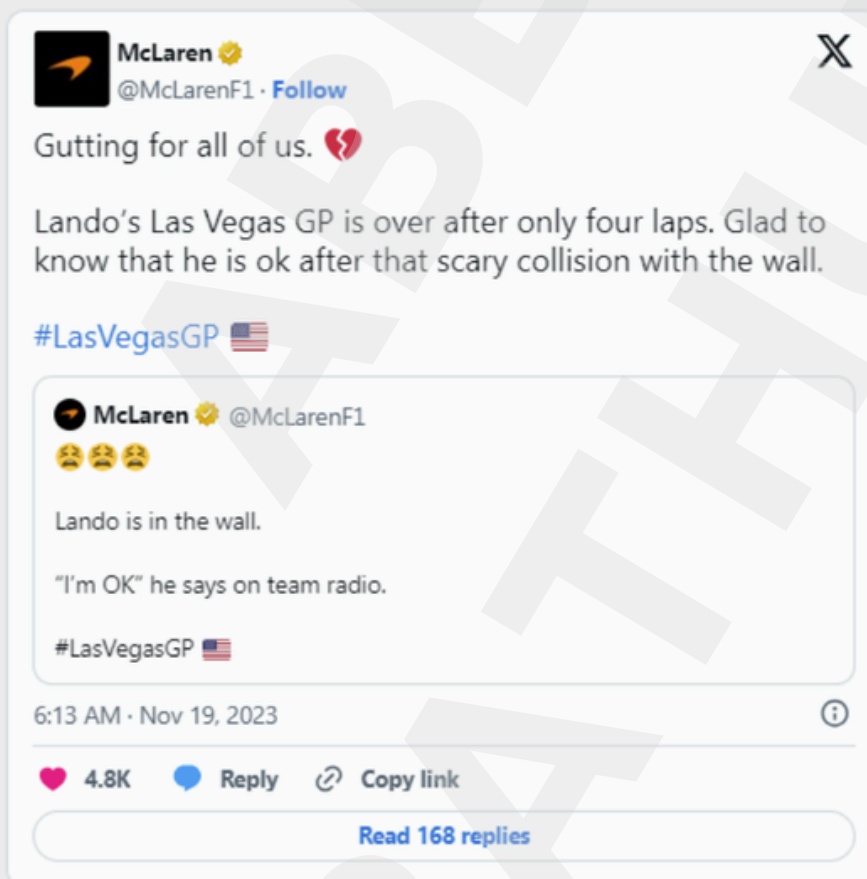 McLaren
@McLarenF1 · Follow
X
Gutting for all of us. 💔
Lando’s Las Vegas GP is over after only four laps. Glad to
know that he is ok after that scary collision with the wall.
#LasVegasGP 🇺🇸
McLaren @McLarenF1
😫😫😫
Lando is in the wall.
“I’m OK” he says on team radio.
#LasVegasGP 🇺🇸
6:13 AM · Nov 19, 2023
4.8K Reply Copy link
Read 168 replies